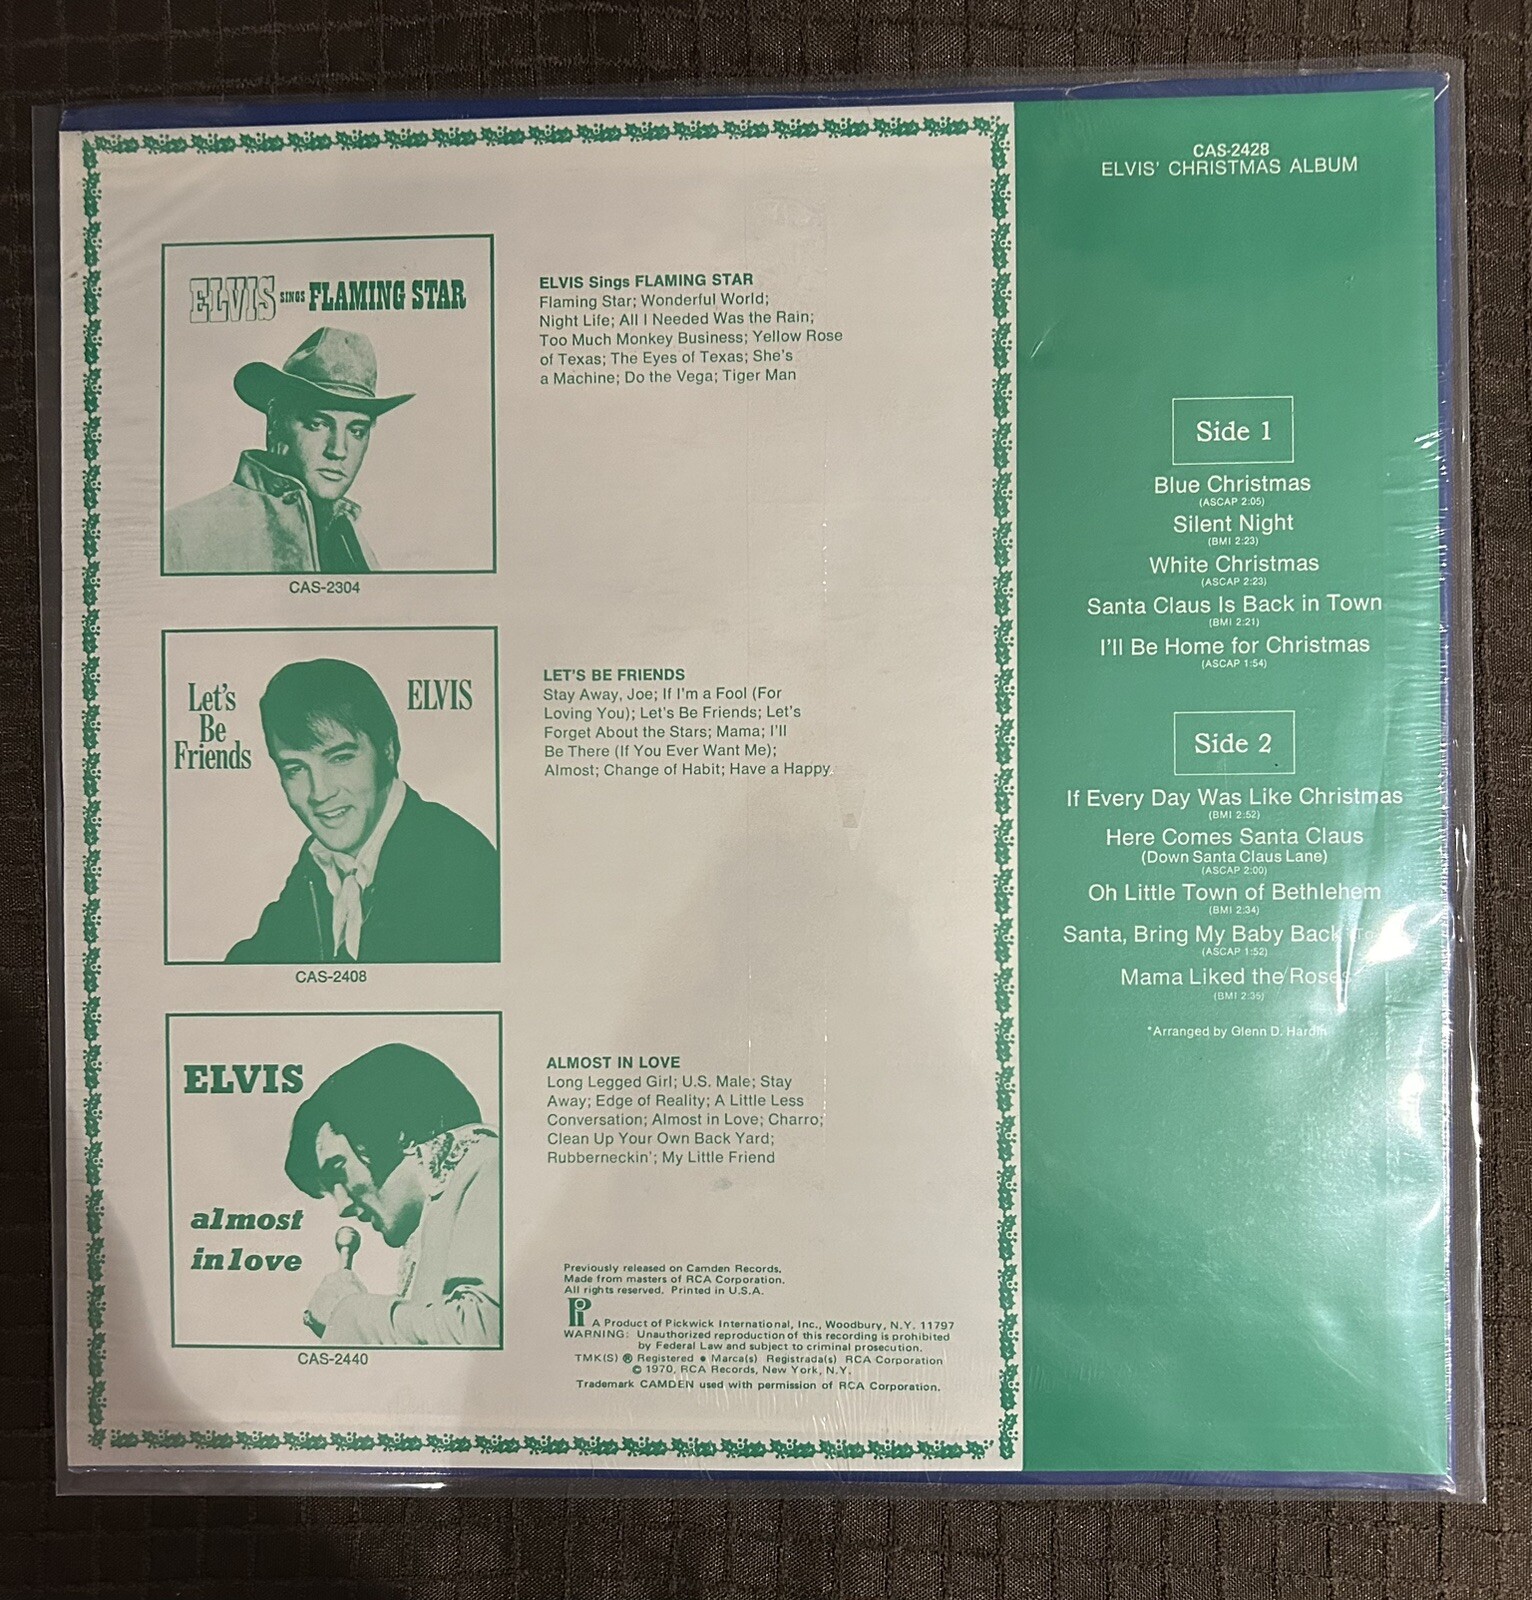 CAS-2428
ELVIS' CHRISTMAS ALBUM
ELVIS SINGS FLAMING STAR
CAS-2304
ELVIS Sings FLAMING STAR
Flaming Star; Wonderful World;
Night Life; All I Needed Was the Rain;
Too Much Monkey Business; Yellow Rose
of Texas; The Eyes of Texas; She's
a Machine; Do the Vega; Tiger Man
Let's
Be
Friends
ELVIS
CAS-2408
LET'S BE FRIENDS
Stay Away, Joe; If I'm a Fool (For
Loving You); Let's Be Friends; Let's
Forget About the Stars; Mama; I'll
Be There (If You Ever Want Me);
Almost; Change of Habit; Have a Happy
ELVIS
almost
in love
CAS-2440
ALMOST IN LOVE
Long Legged Girl; U.S. Male; Stay
Away; Edge of Reality; A Little Less
Conversation; Almost in Love; Charro;
Clean Up Your Own Back Yard;
Rubberneckin'; My Little Friend
Previously released on Camden Records.
Made from masters of RCA Corporation.
All rights reserved. Printed in U.S.A.
A Product of Pickwick International, Inc., Woodbury, N.Y. 11797
WARNING: Unauthorized reproduction of this recording is prohibited
by Federal Law and subject to criminal prosecution.
TMK(S) ® Registered • Marca(s) Registrada(s) RCA Corporation
© 1970, RCA Records, New York, N.Y.
Trademark CAMDEN used with permission of RCA Corporation.
Side 1
Blue Christmas
(ASCAP 2:05)
Silent Night
(BMI 2:23)
White Christmas
(ASCAP 2:23)
Santa Claus Is Back in Town
(BMI 2:21)
I'll Be Home for Christmas
(ASCAP 1:54)
Side 2
If Every Day Was Like Christmas
(BMI 2:52)
Here Comes Santa Claus
(Down Santa Claus Lane)
(ASCAP 2:00)
Oh Little Town of Bethlehem
(BMI 2:34)
Santa, Bring My Baby Back
(ASCAP 1:52)
Mama Liked the Roses
(BMI 2:35)
*Arranged by Glenn D. Hardin